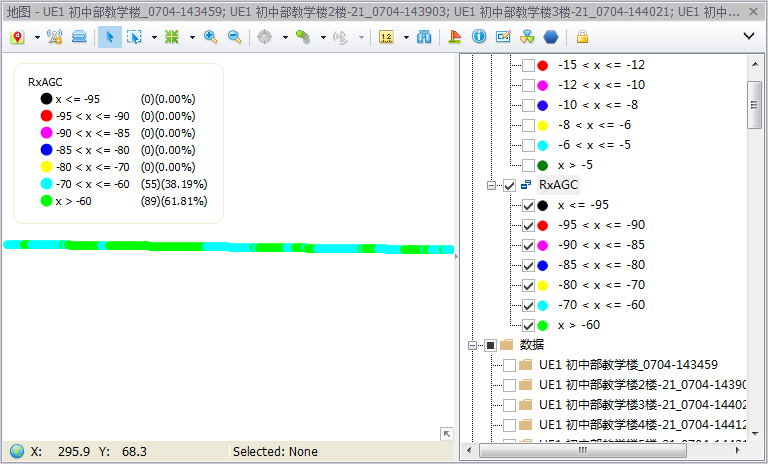 地图 - UE1 初中部教学楼_0704-143459; UE1 初中部教学楼2楼-21_0704-143903; UE1 初中部教学楼3楼-21_0704-144021; UE1 初中...
1.2
RxAGC
x <= -95 (0)(0.00%)
-95 < x <= -90 (0)(0.00%)
-90 < x <= -85 (0)(0.00%)
-85 < x <= -80 (0)(0.00%)
-80 < x <= -70 (0)(0.00%)
-70 < x <= -60 (55)(38.19%)
x > -60 (89)(61.81%)
-15 < x <= -12
-12 < x <= -10
-10 < x <= -8
-8 < x <= -6
-6 < x <= -5
x > -5
RxAGC
x <= -95
-95 < x <= -90
-90 < x <= -85
-85 < x <= -80
-80 < x <= -70
-70 < x <= -60
x > -60
数据
UE1 初中部教学楼_0704-143459
UE1 初中部教学楼2楼-21_0704-14390
UE1 初中部教学楼3楼-21_0704-14402
UE1 初中部教学楼4楼-21_0704-14412
X: 295.9 Y: 68.3 Selected: None